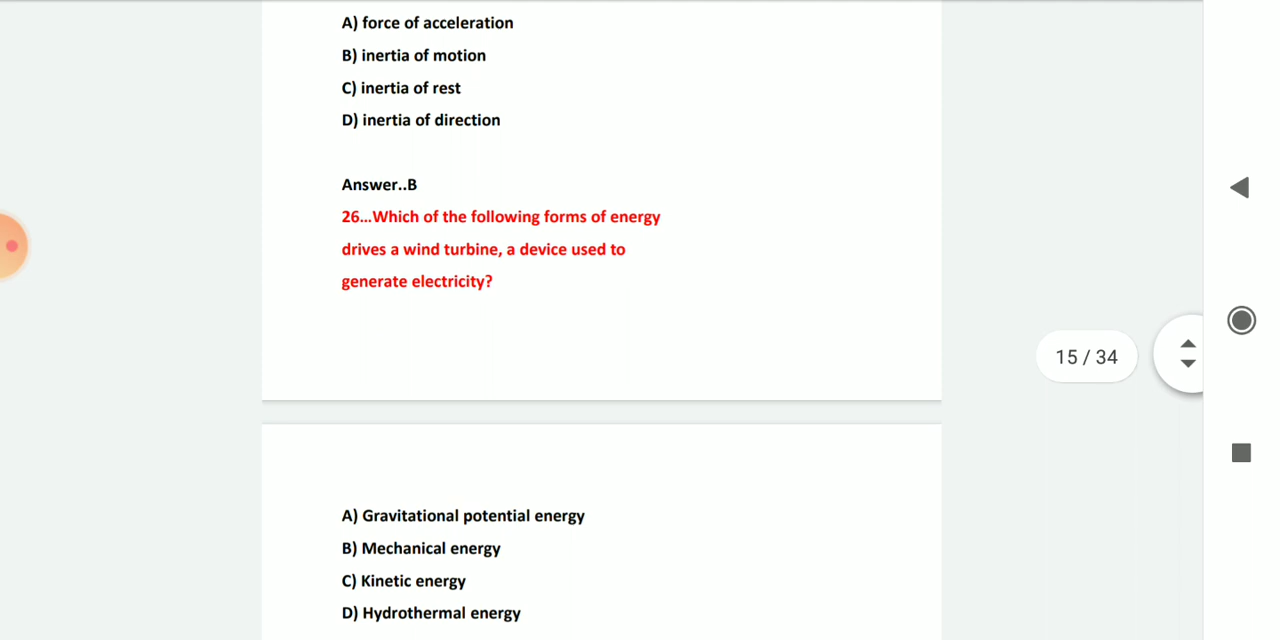 A) force of acceleration
B) inertia of motion
C) inertia of rest
D) inertia of direction
Answer..B
26...Which of the following forms of energy
drives a wind turbine, a device used to
generate electricity?
15 / 34
A) Gravitational potential energy
B) Mechanical energy
C) Kinetic energy
D) Hydrothermal energy